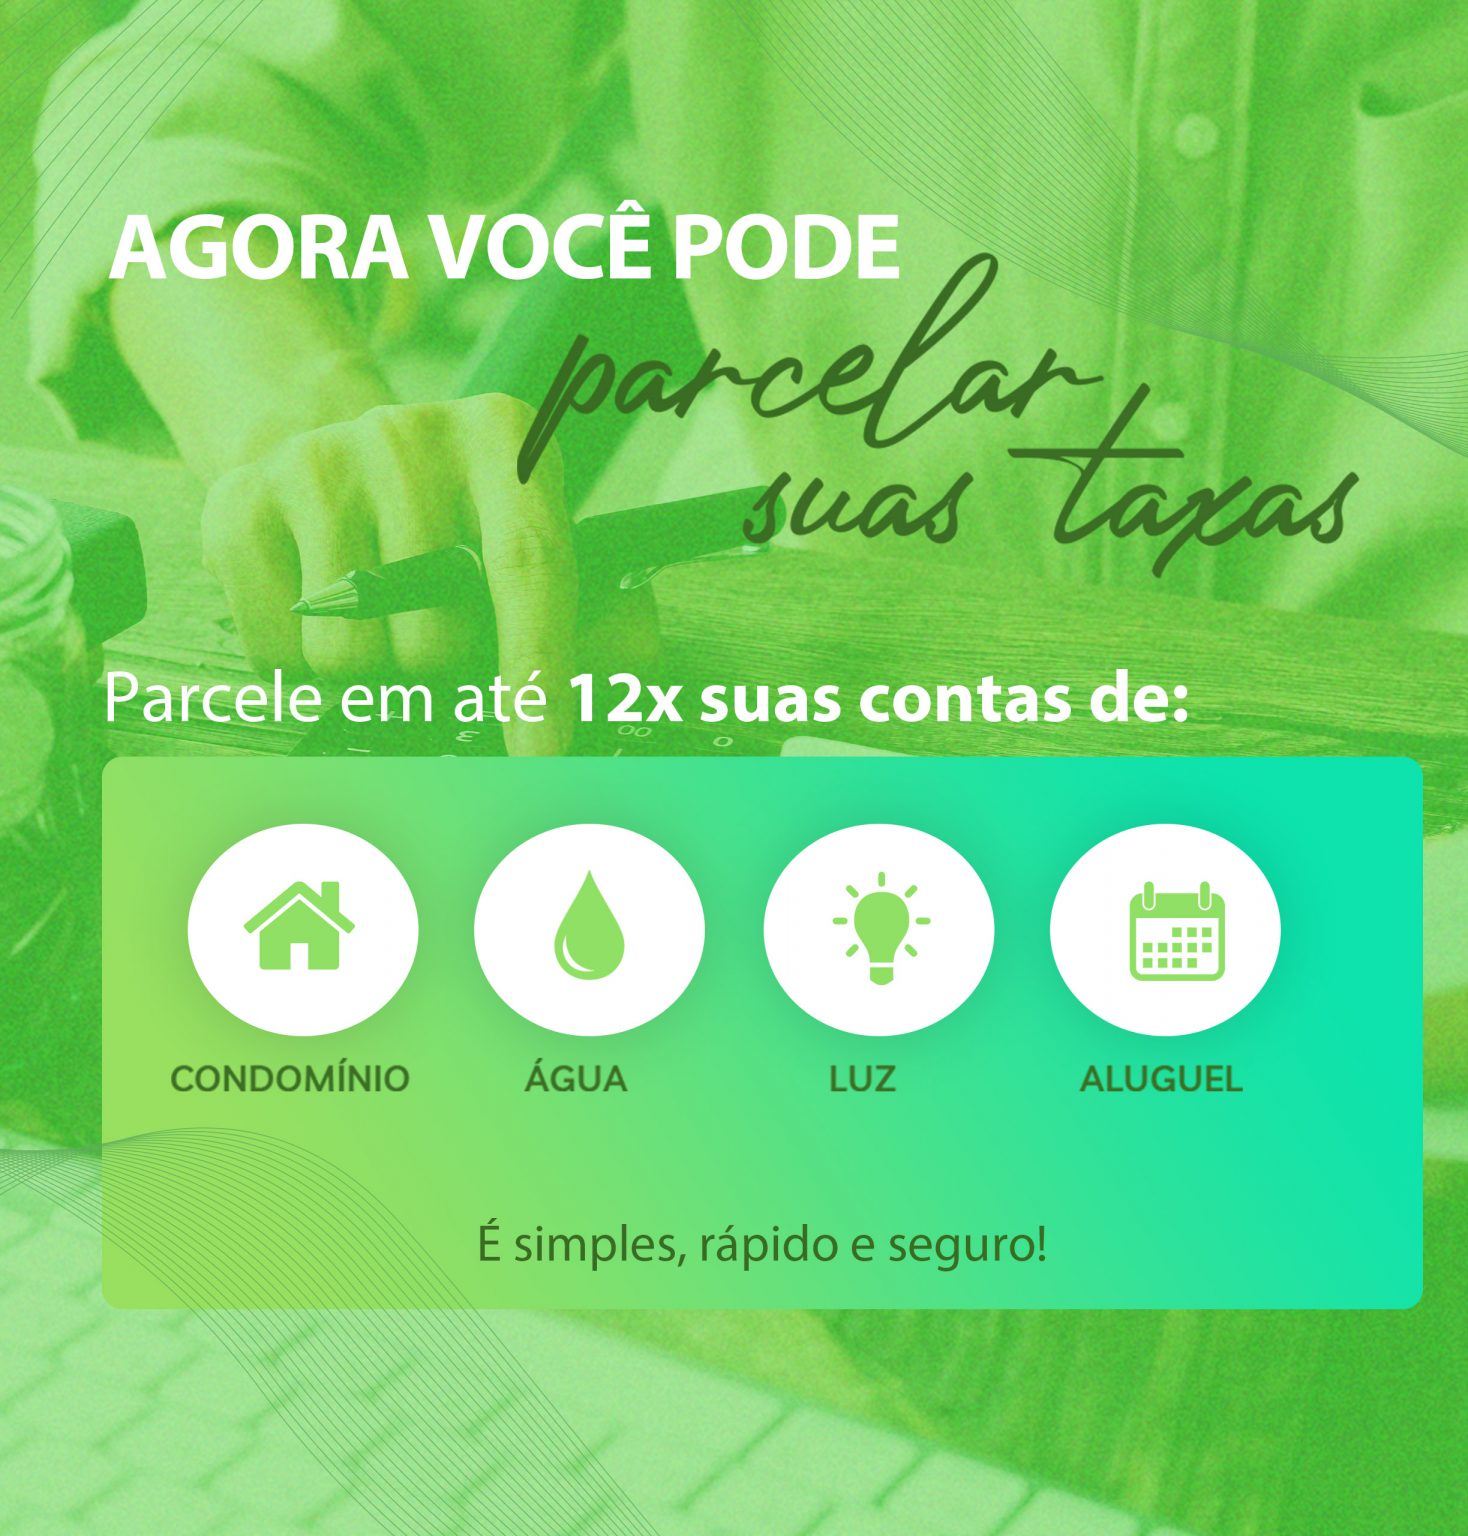 AGORA VOCÊ PODE
parcelar
suas taxas
Parcele em até 12x suas contas de:
CONDOMÍNIO ÁGUA LUZ ALUGUEL
É simples, rápido e seguro!